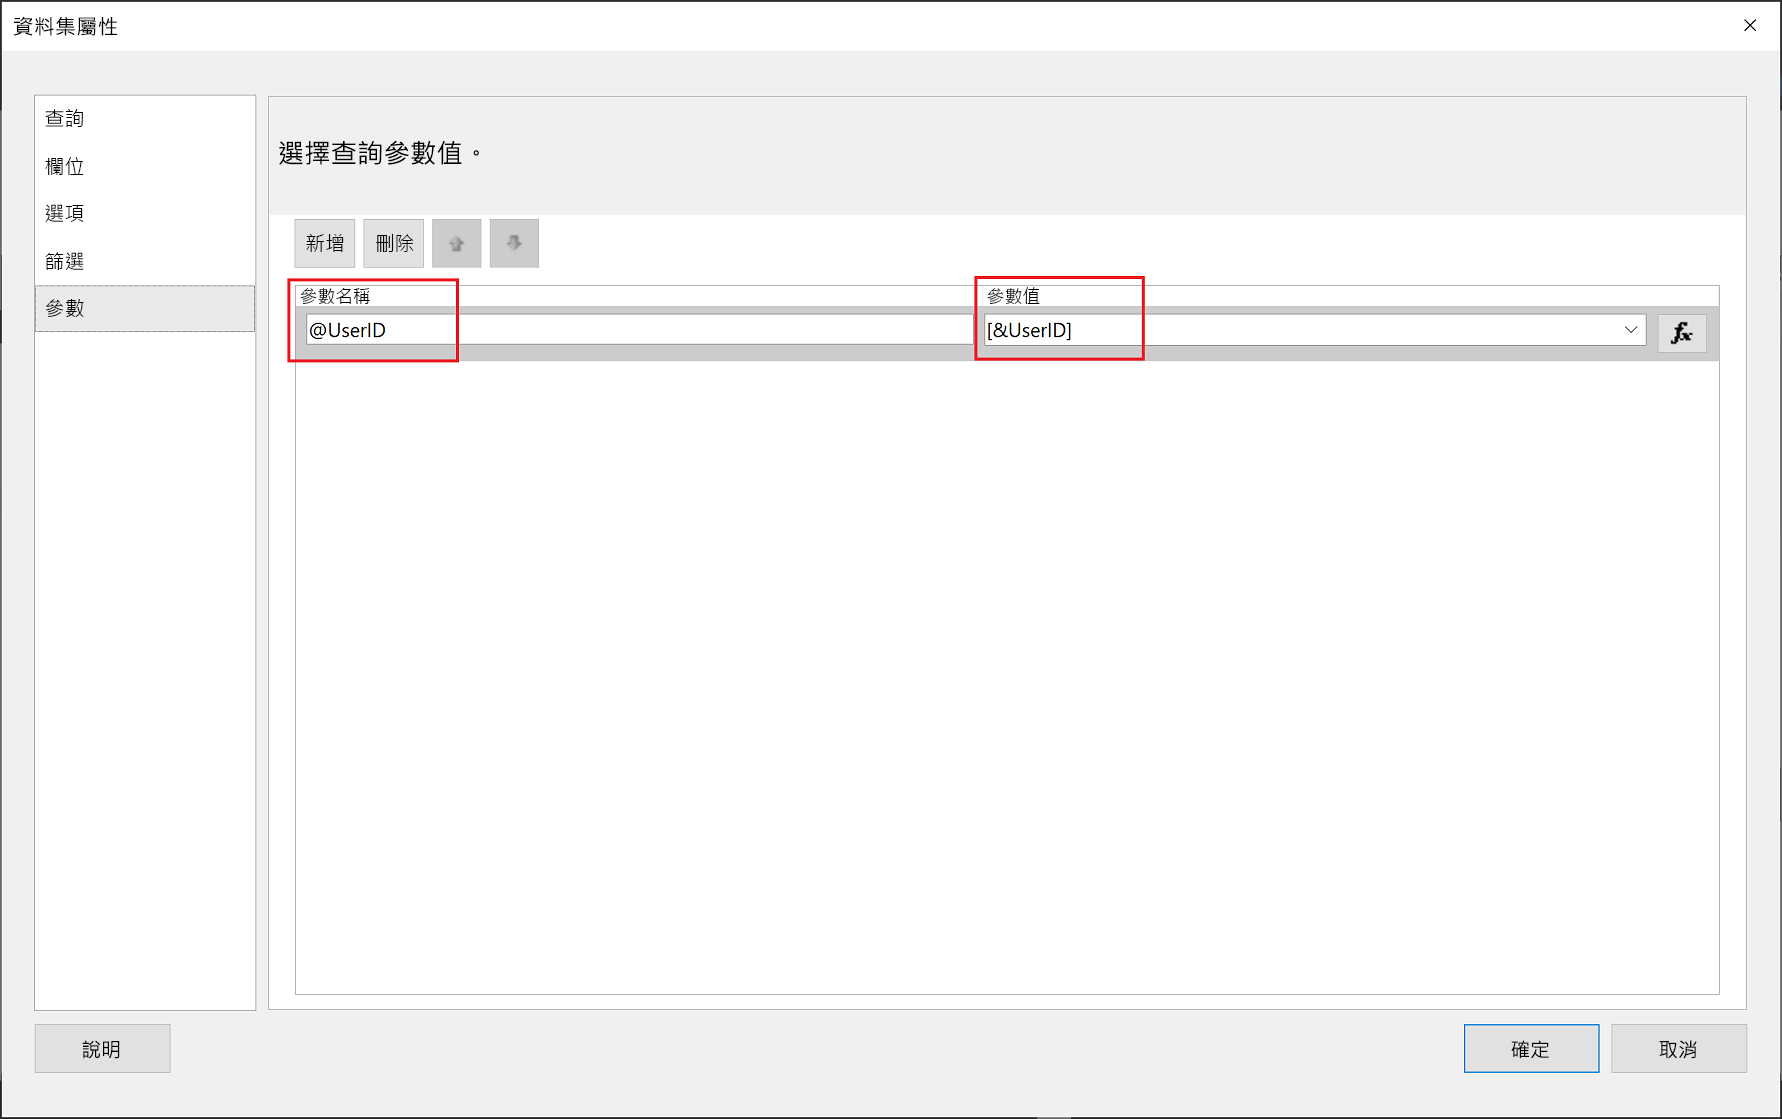 資料集屬性
查詢
欄位
選項
篩選
參數
選擇查詢參數值。
新增 刪除
參數名稱 參數值
@UserID [&UserID] fx
說明 確定 取消